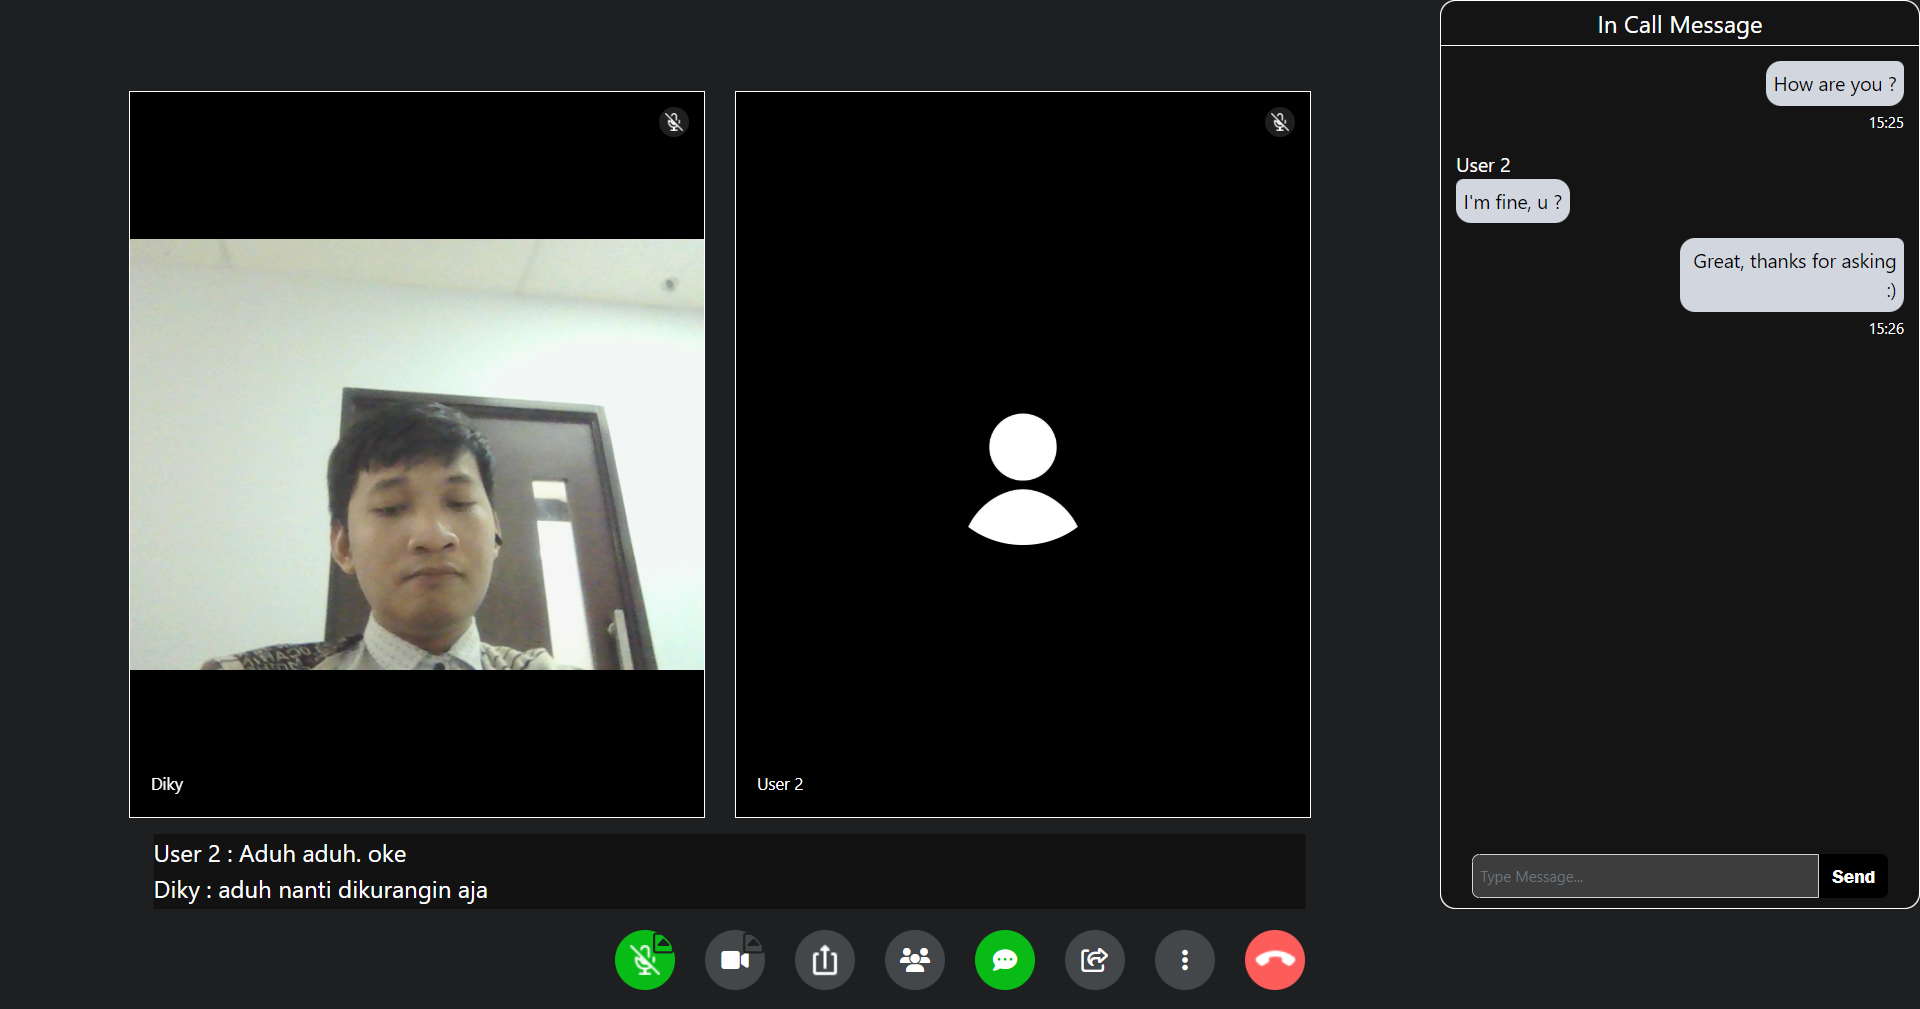 In Call Message
How are you ?
15:25
User 2
I'm fine, u ?
Great, thanks for asking
:)
15:26
Diky
User 2
User 2 : Aduh aduh. oke
Diky : aduh nanti dikurangin aja
Type Message...
Send